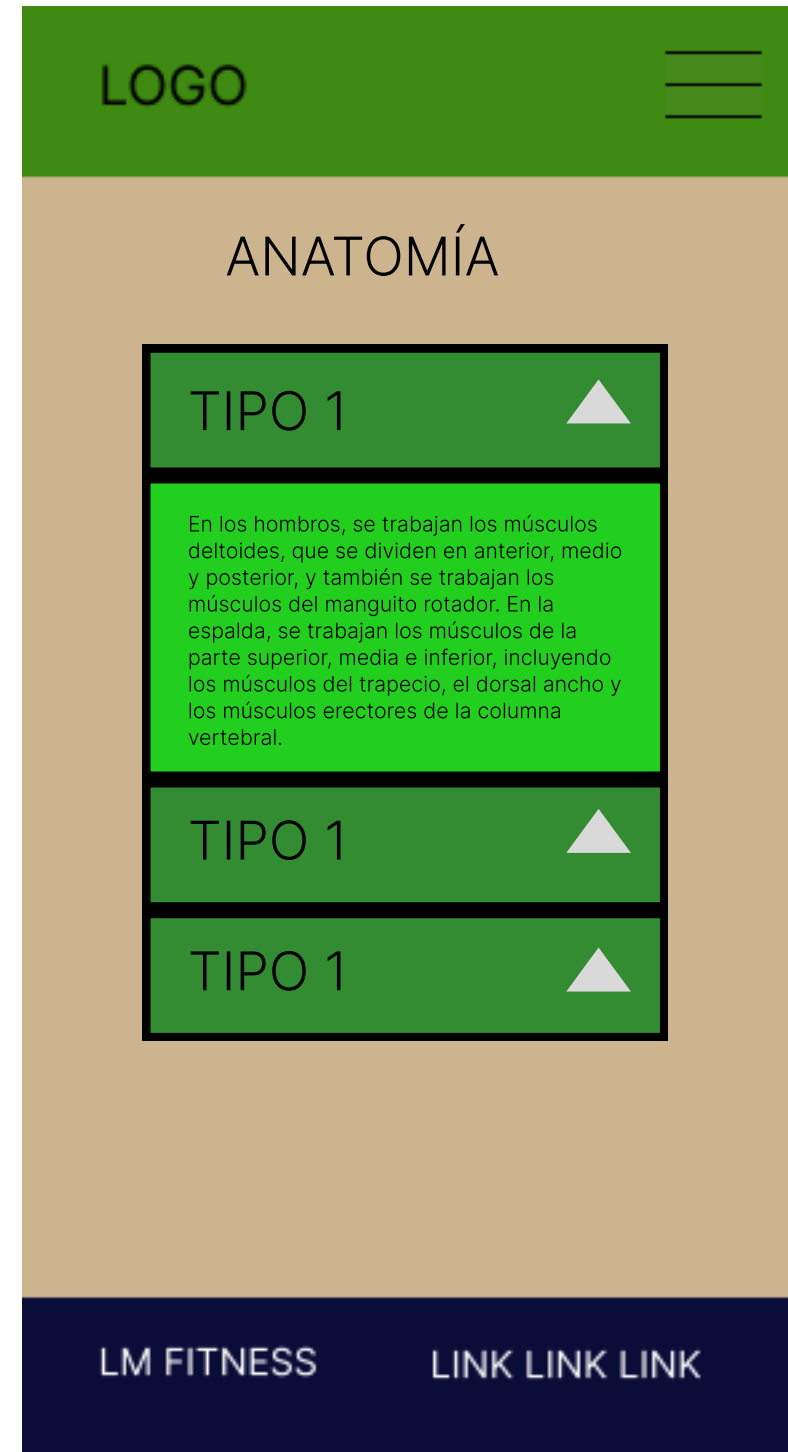 LOGO
ANATOMÍA
TIPO 1
En los hombros, se trabajan los músculos
deltoides, que se dividen en anterior, medio
y posterior, y también se trabajan los
músculos del manguito rotador. En la
espalda, se trabajan los músculos de la
parte superior, media e inferior, incluyendo
los músculos del trapecio, el dorsal ancho y
los músculos erectores de la columna
vertebral.
TIPO 1
TIPO 1
LM FITNESS LINK LINK LINK